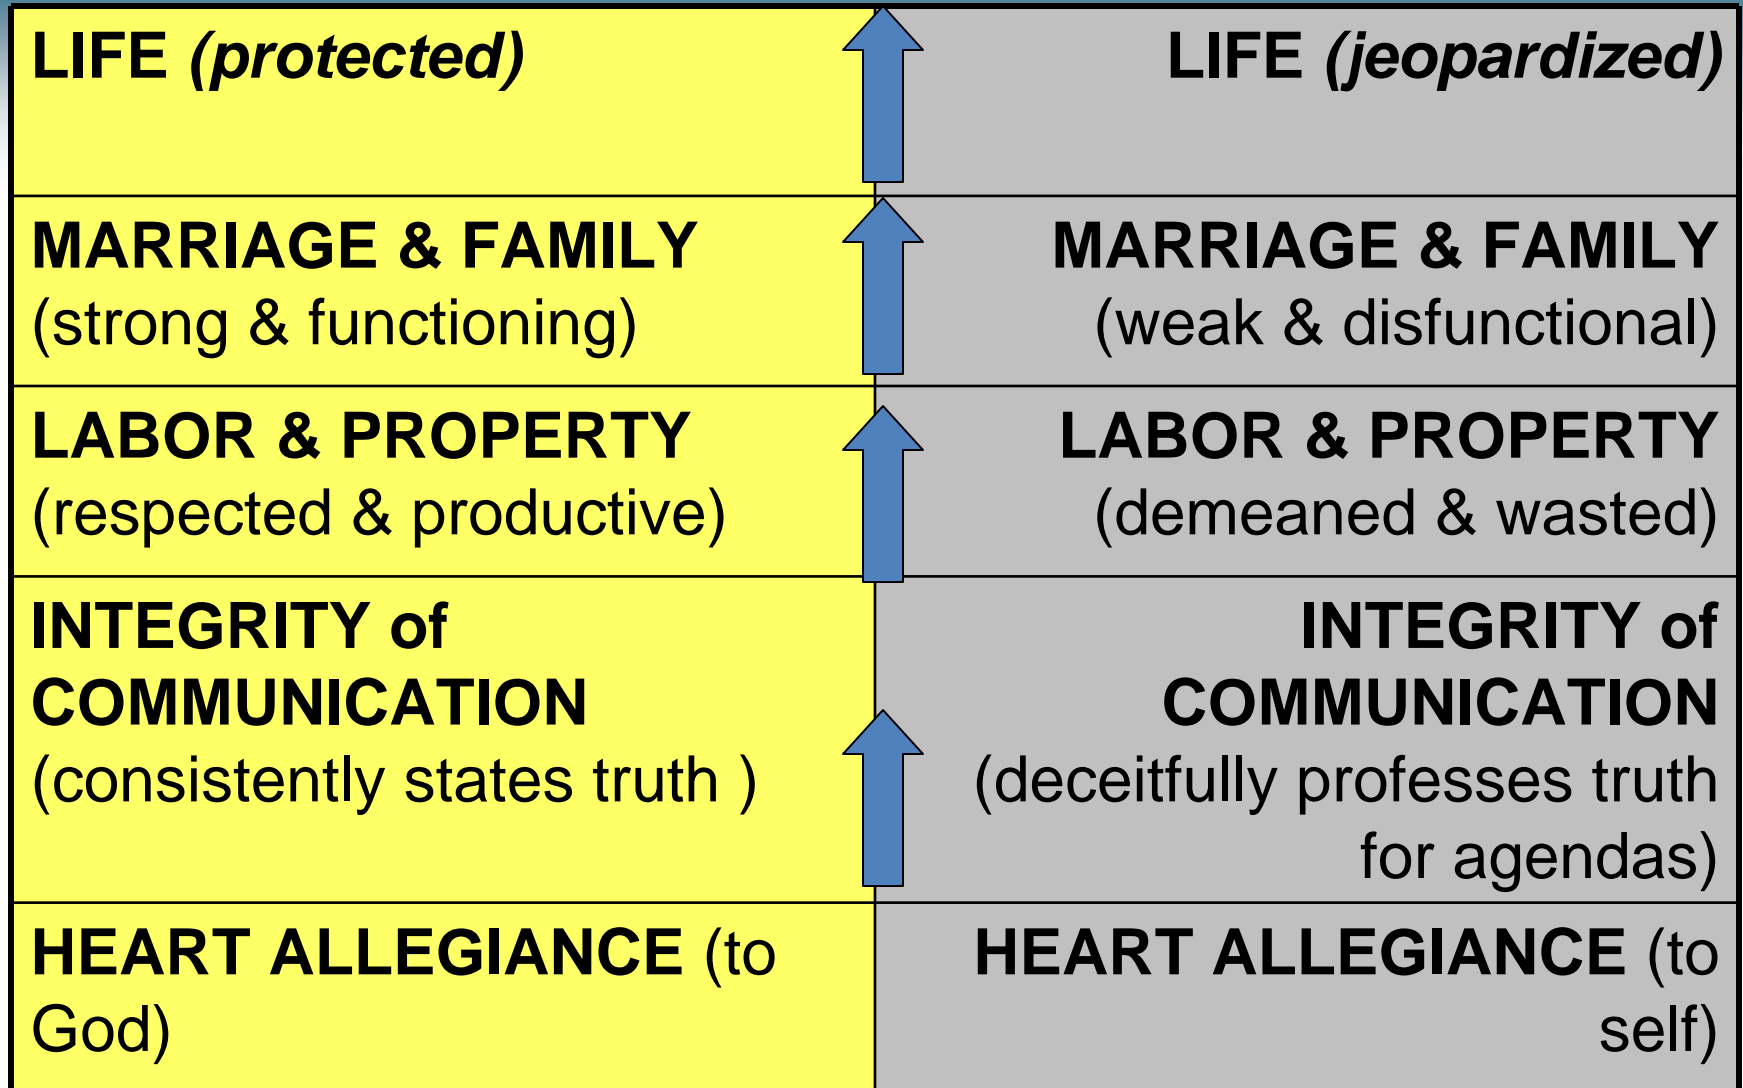 LIFE (protected)
LIFE (jeopardized)
MARRIAGE & FAMILY
(strong & functioning)
MARRIAGE & FAMILY
(weak & disfunctional)
LABOR & PROPERTY
(respected & productive)
LABOR & PROPERTY
(demeaned & wasted)
INTEGRITY of
COMMUNICATION
(consistently states truth )
INTEGRITY of
COMMUNICATION
(deceitfully professes truth
for agendas)
HEART ALLEGIANCE (to
God)
HEART ALLEGIANCE (to
self)